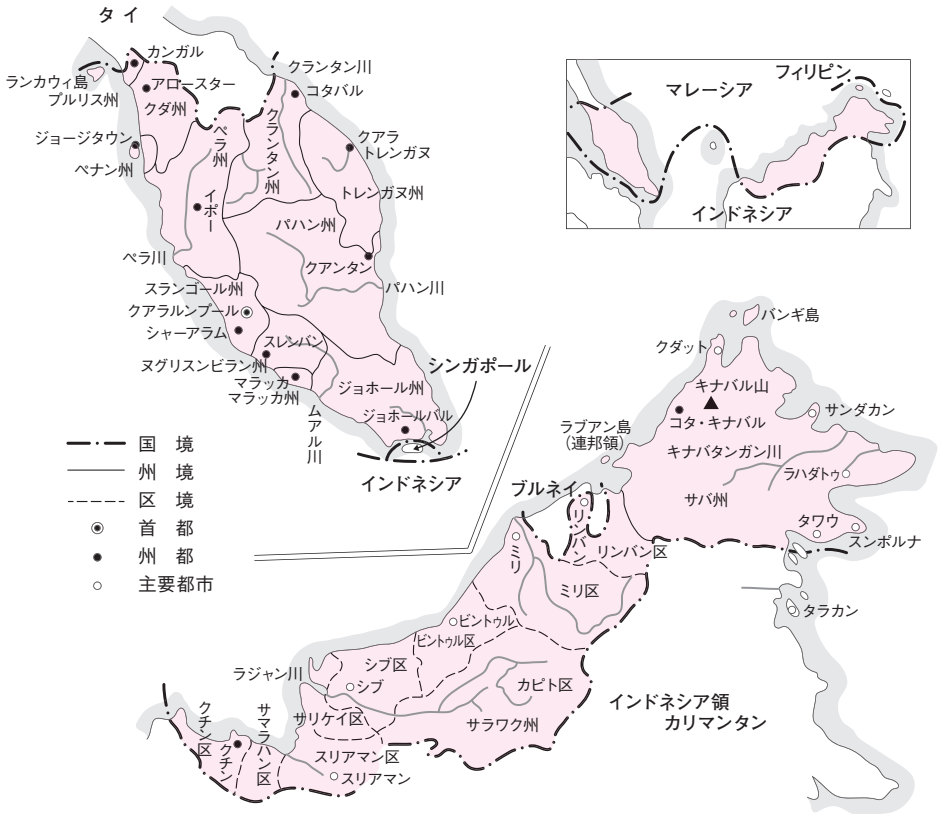 タイ
カンガル
ランカウィ島
プルリス州
アロースター
クダ州
クランタン川
コタバル
ジョージタウン
ペナン州
ペラ州
クランタン州
クアラ
トレンガヌ
トレンガヌ州
イポー
パハン州
ペラ川
クアンタン
パハン川
スランゴール州
クアラルンプール
シャーアラム
スレンバン
ヌグリスンビラン州
マラッカ
マラッカ州
ムアル川
ジョホール州
ジョホールバル
シンガポール
インドネシア
フィリピン
マレーシア
インドネシア
国境
州境
区境
首都
州都
主要都市
バンギ島
クダット
キナバル山
コタ・キナバル
サンダカン
ラブアン島
(連邦領)
キナバタンガン川
ラハダトゥ
サバ州
タワウ
スンポルナ
ブルネイ
リンバン
リンバン区
ミリ
ミリ区
タラカン
ビントゥル
ビントゥル区
ラジャン川
シブ区
シブ
カピト区
サリケイ区
サラワク州
インドネシア領
カリマンタン
クチン区
クチン
サマラハン区
スリアマン区
スリアマン